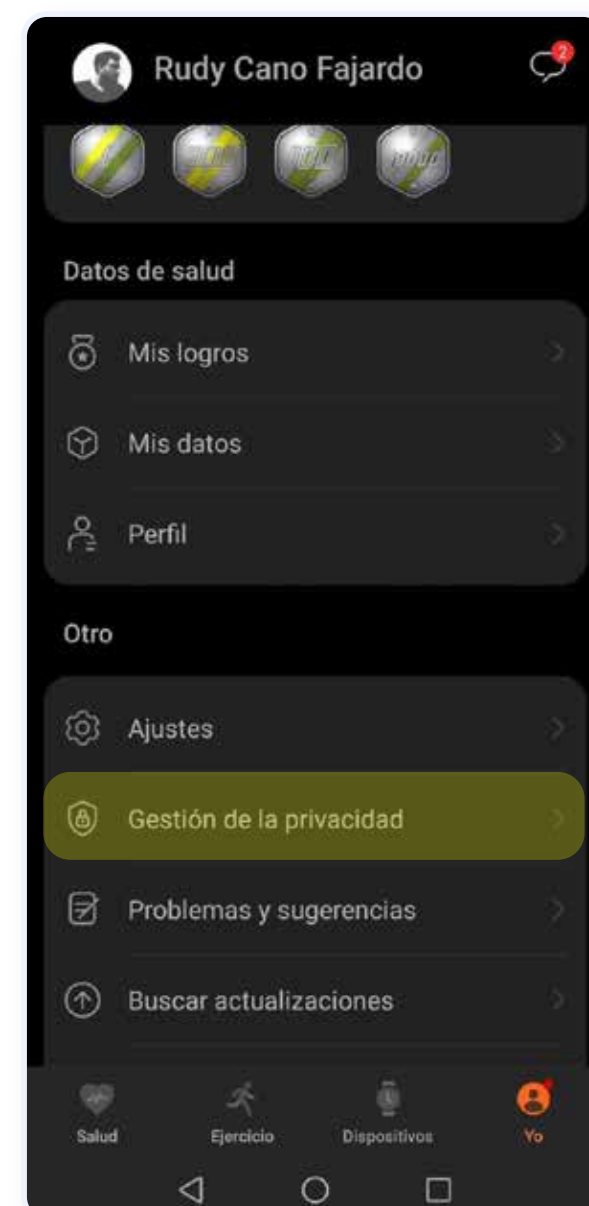 Rudy Cano Fajardo
2
Datos de salud
Mis logros
Mis datos
Perfil
Otro
Ajustes
Gestión de la privacidad
Problemas y sugerencias
Buscar actualizaciones
Salud Ejercicio Dispositivos Yo